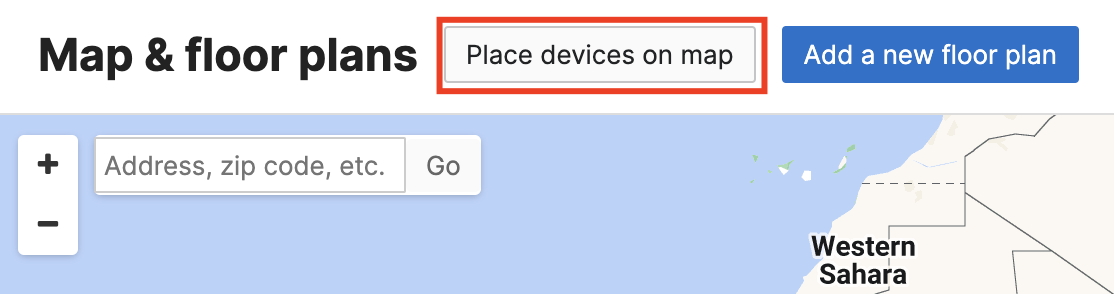 Map & floor plans
Place devices on map
Add a new floor plan
+
Address, zip code, etc.
Go
−
Western
Sahara